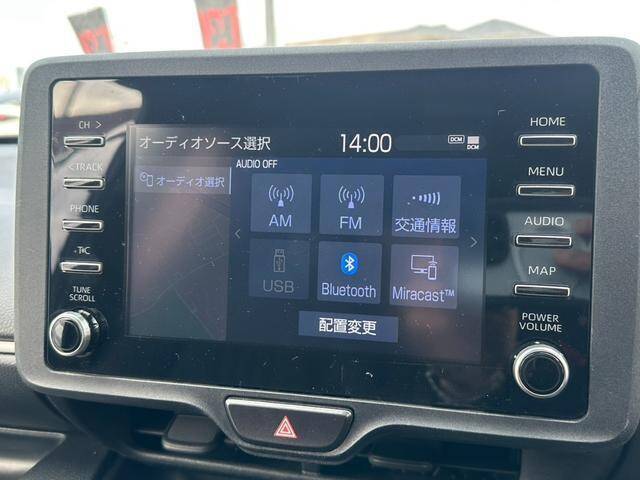 CH >
< TRACK
PHONE
T*C
TUNE
SCROLL
オーディオソース選択
14:00
DCM
DCM
オーディオ選択
AUDIO OFF
AM
FM
交通情報
USB
Bluetooth
Miracast™
配置変更
HOME
MENU
AUDIO
MAP
POWER
VOLUME